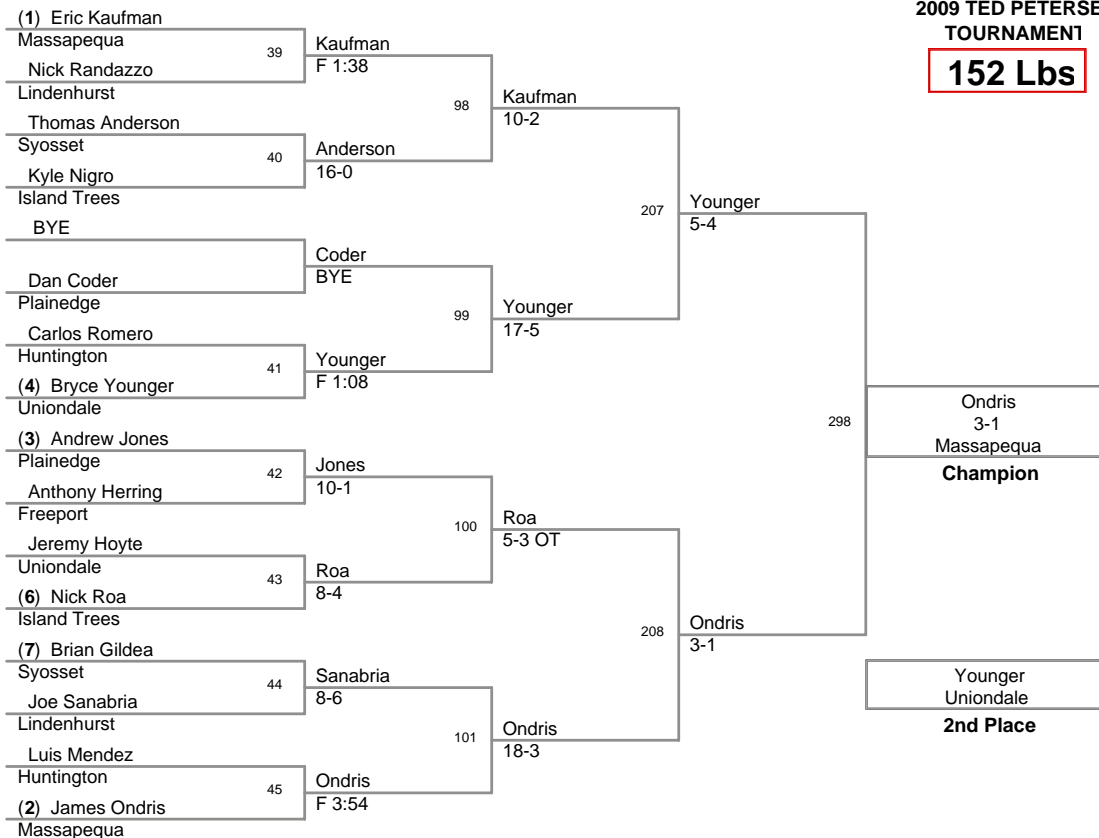 2009 TED PETERSE
TOURNAMENT
152 Lbs
(1) Eric Kaufman
Massapequa
Nick Randazzo
Lindenhurst
Thomas Anderson
Syosset
Kyle Nigro
Island Trees
BYE
Dan Coder
Plainedge
Carlos Romero
Huntington
(4) Bryce Younger
Uniondale
(3) Andrew Jones
Plainedge
Anthony Herring
Freeport
Jeremy Hoyte
Uniondale
(6) Nick Roa
Island Trees
(7) Brian Gildea
Syosset
Joe Sanabria
Lindenhurst
Luis Mendez
Huntington
(2) James Ondris
Massapequa
39
40
41
42
43
44
45
Kaufman
F 1:38
Anderson
16-0
Coder
BYE
Younger
F 1:08
Jones
10-1
Roa
8-4
Sanabria
8-6
Ondris
F 3:54
98
99
100
101
Kaufman
10-2
Younger
17-5
Roa
5-3 OT
Ondris
18-3
207
208
Younger
5-4
Ondris
3-1
298
Ondris
3-1
Massapequa
Champion
Younger
Uniondale
2nd Place